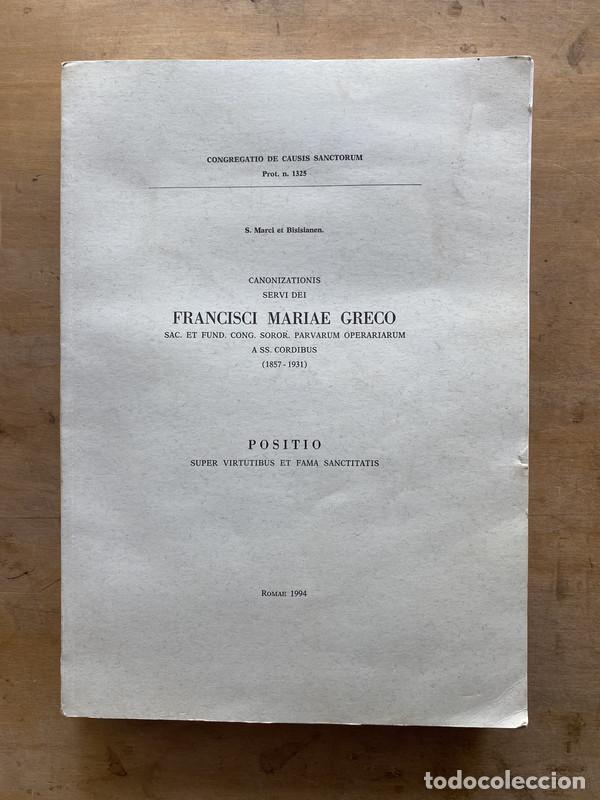 CONGREGATIO DE CAUSIS SANCTORUM
Prot. n. 1325
S. Marci et Bisisianen.
CANONIZATIONIS
SERVI DEI
FRANCISCI MARIAE GRECO
SAC. ET FUND. CONG. SOROR. PARVARUM OPERARIARUM
A SS. CORDIBUS
(1857-1931)
POSITIO
SUPER VIRTUTIBUS ET FAMA SANCTITATIS
ROMAE 1994
todocoleccion